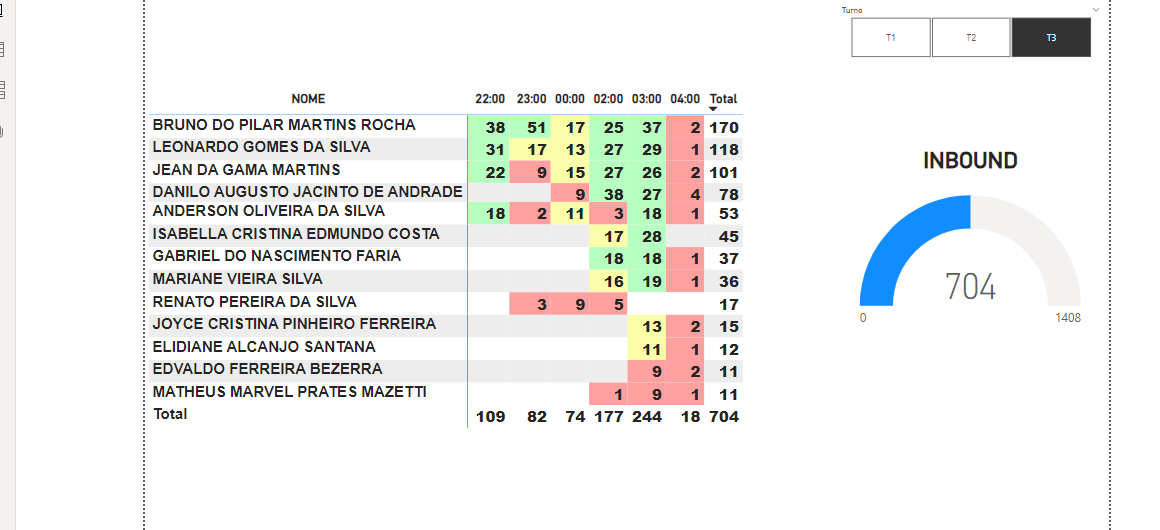 Turno
T1 T2 T3
NOME 22:00 23:00 00:00 02:00 03:00 04:00 Total
BRUNO DO PILAR MARTINS ROCHA 38 51 17 25 37 2 170
LEONARDO GOMES DA SILVA 31 17 13 27 29 1 118
JEAN DA GAMA MARTINS 22 9 15 27 26 2 101
DANILO AUGUSTO JACINTO DE ANDRADE 9 38 27 4 78
ANDERSON OLIVEIRA DA SILVA 18 2 11 3 18 1 53
ISABELLA CRISTINA EDMUNDO COSTA 17 28 45
GABRIEL DO NASCIMENTO FARIA 18 18 1 37
MARIANE VIEIRA SILVA 16 19 1 36
RENATO PEREIRA DA SILVA 3 9 5 17
JOYCE CRISTINA PINHEIRO FERREIRA 13 2 15
ELIDIANE ALCANJO SANTANA 11 1 12
EDVALDO FERREIRA BEZERRA 9 2 11
MATHEUS MARVEL PRATES MAZETTI 1 9 1 11
Total 109 82 74 177 244 18 704
INBOUND
704
0 1408